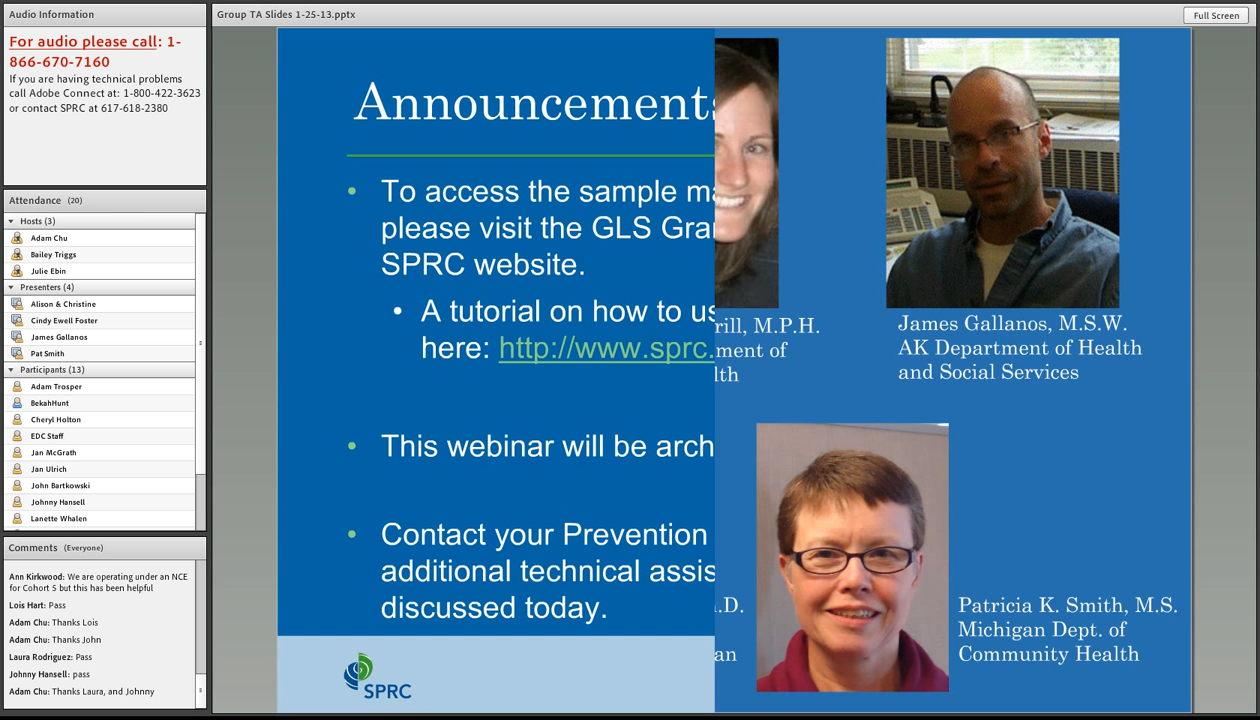 Audio Information
For audio please call: 1-
866-670-7160
If you are having technical problems
call Adobe Connect at: 1-800-422-3623
or contact SPRC at 617-618-2380
Attendance (20)
Hosts (3)
Adam Chu
Bailey Triggs
Julie Ebin
Presenters (4)
Alison & Christine
Cindy Ewell Foster
James Gallanos
Pat Smith
Participants (13)
Adam Trosper
BekahHunt
Cheryl Holton
EDC Staff
Jan McGrath
Jan Ulrich
John Bartkowski
Johnny Hansell
Lanette Whalen
Comments (Everyone)
Ann Kirkwood: We are operating under an NCE
for Cohort 5 but this has been helpful
Lois Hart: Pass
Adam Chu: Thanks Lois
Adam Chu: Thanks John
Laura Rodriguez: Pass
Johnny Hansell: pass
Adam Chu: Thanks Laura, and Johnny
Group TA Slides 1-25-13.pptx
Full Screen
Announcements
• To access the sample ma
please visit the GLS Gra
SPRC website.
• A tutorial on how to us
here: http://www.sprc.
• This webinar will be arch
• Contact your Prevention
additional technical assis
discussed today.
SPRC
rill, M.P.H.
ment of
lth
James Gallanos, M.S.W.
AK Department of Health
and Social Services
.D.
an
Patricia K. Smith, M.S.
Michigan Dept. of
Community Health